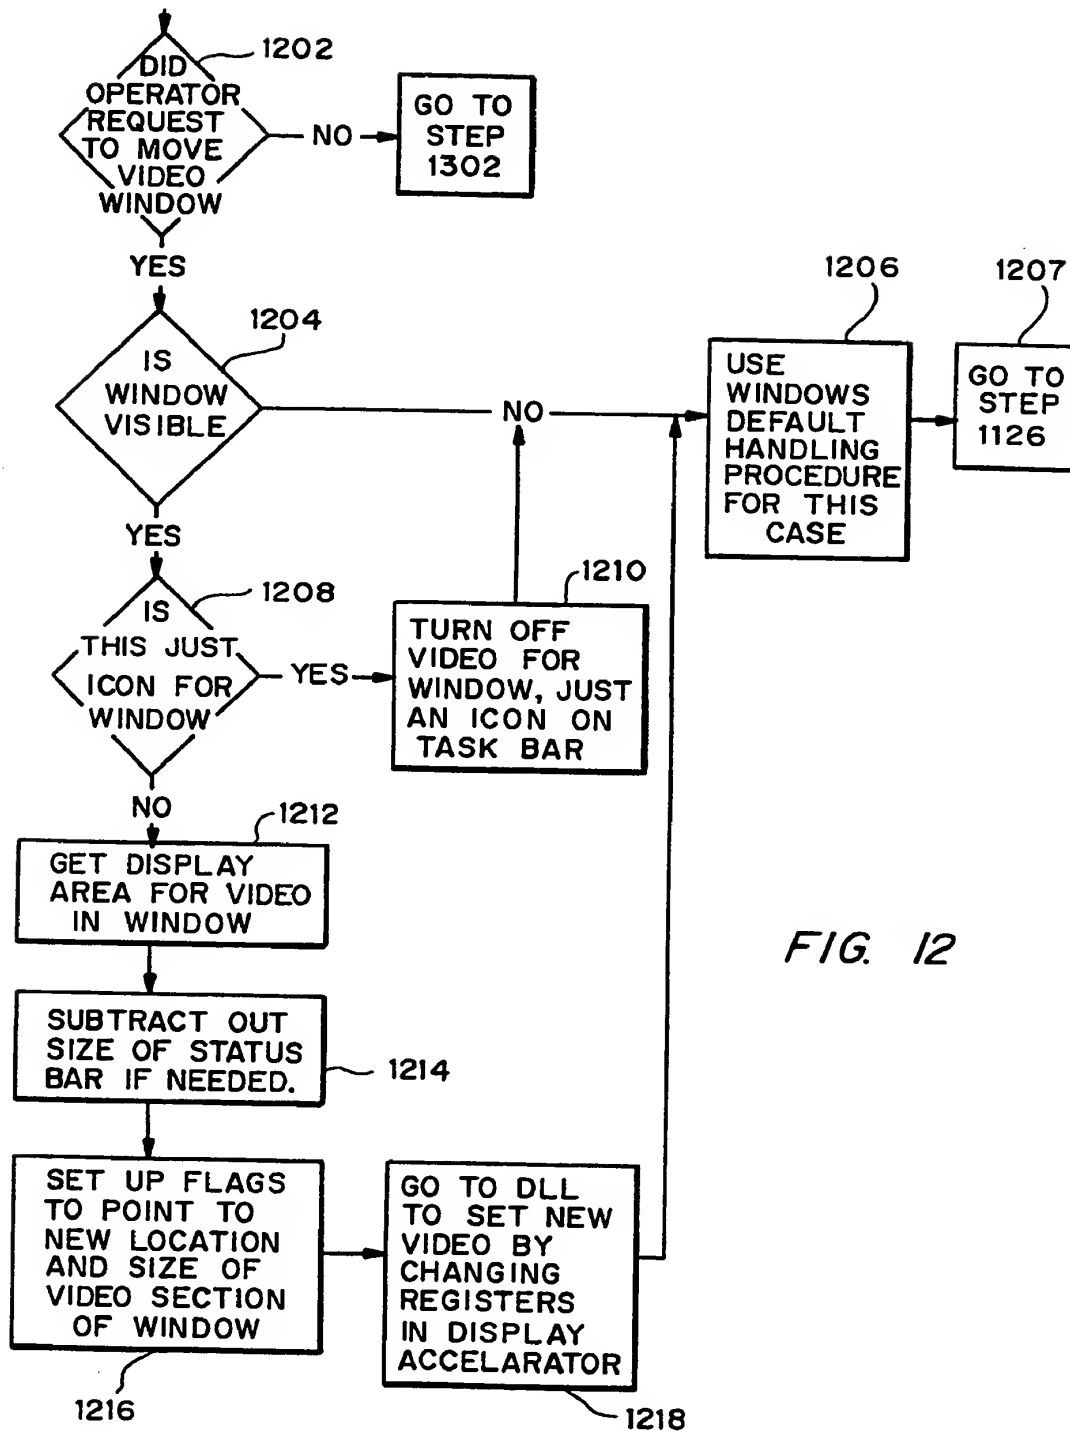 1202
DID
OPERATOR
REQUEST
TO MOVE
VIDEO
WINDOW
NO
GO TO
STEP
1302
YES
1204
IS
WINDOW
VISIBLE
NO
1206
USE
WINDOWS
DEFAULT
HANDLING
PROCEDURE
FOR THIS
CASE
1207
GO TO
STEP
1126
YES
1208
IS
THIS JUST
ICON FOR
WINDOW
YES
1210
TURN OFF
VIDEO FOR
WINDOW, JUST
AN ICON ON
TASK BAR
NO
1212
GET DISPLAY
AREA FOR VIDEO
IN WINDOW
FIG. 12
SUBTRACT OUT
SIZE OF STATUS
BAR IF NEEDED.
1214
SET UP FLAGS
TO POINT TO
NEW LOCATION
AND SIZE OF
VIDEO SECTION
OF WINDOW
1216
GO TO DLL
TO SET NEW
VIDEO BY
CHANGING
REGISTERS
IN DISPLAY
ACCELARATOR
1218